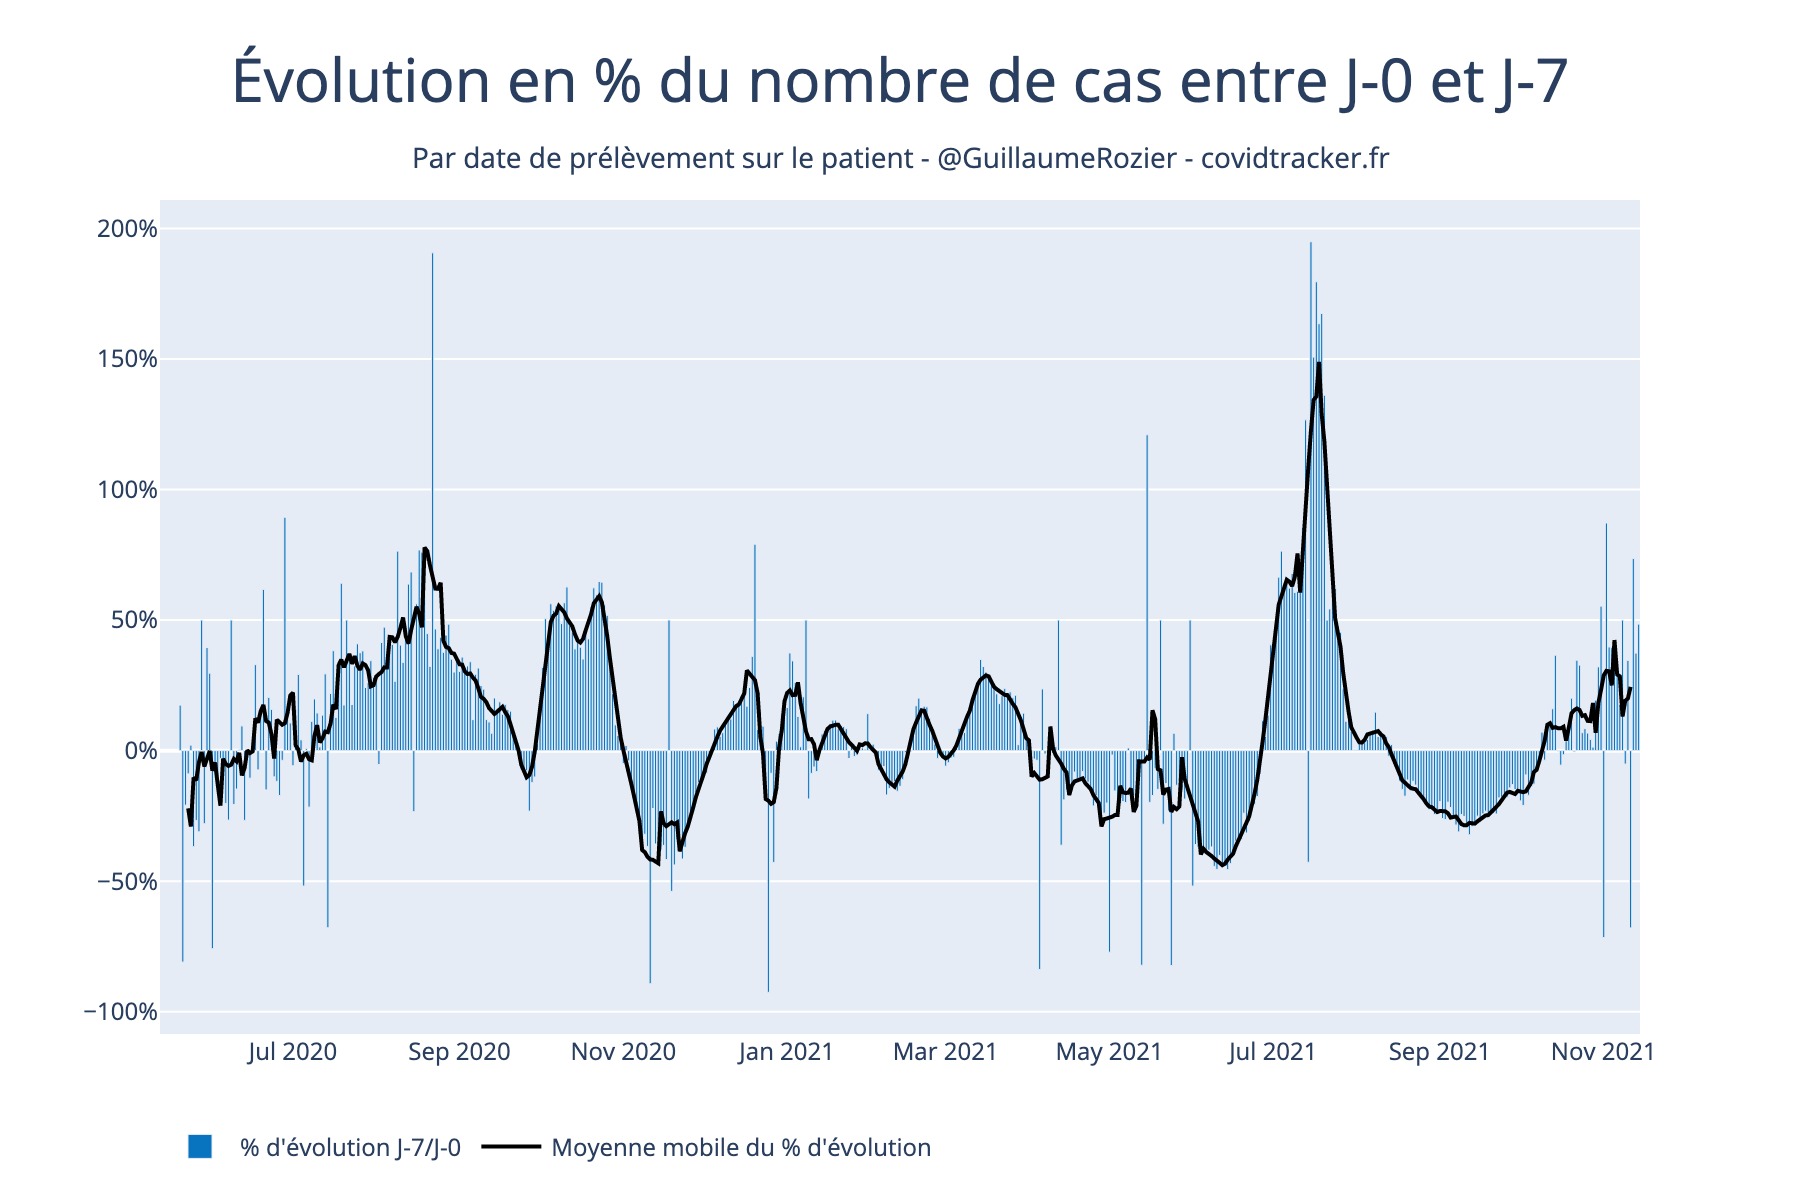 Évolution en % du nombre de cas entre J-0 et J-7
Par date de prélèvement sur le patient - @GuillaumeRozier - covidtracker.fr
200%
150%
100%
50%
0%
−50%
−100%
Jul 2020 Sep 2020 Nov 2020 Jan 2021 Mar 2021 May 2021 Jul 2021 Sep 2021 Nov 2021
% d'évolution J-7/J-0 Moyenne mobile du % d'évolution